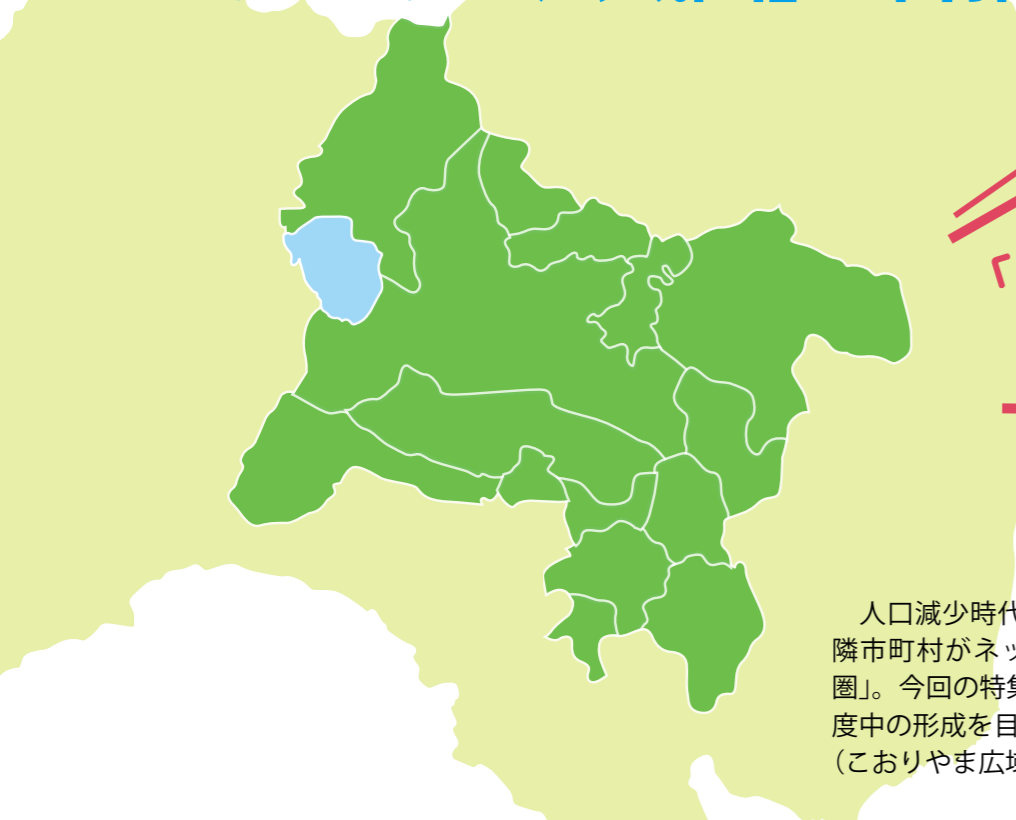 「
人口減少時代
隣市町村がネッ
圏」。今回の特集
度中の形成を目
（こおりやま広域